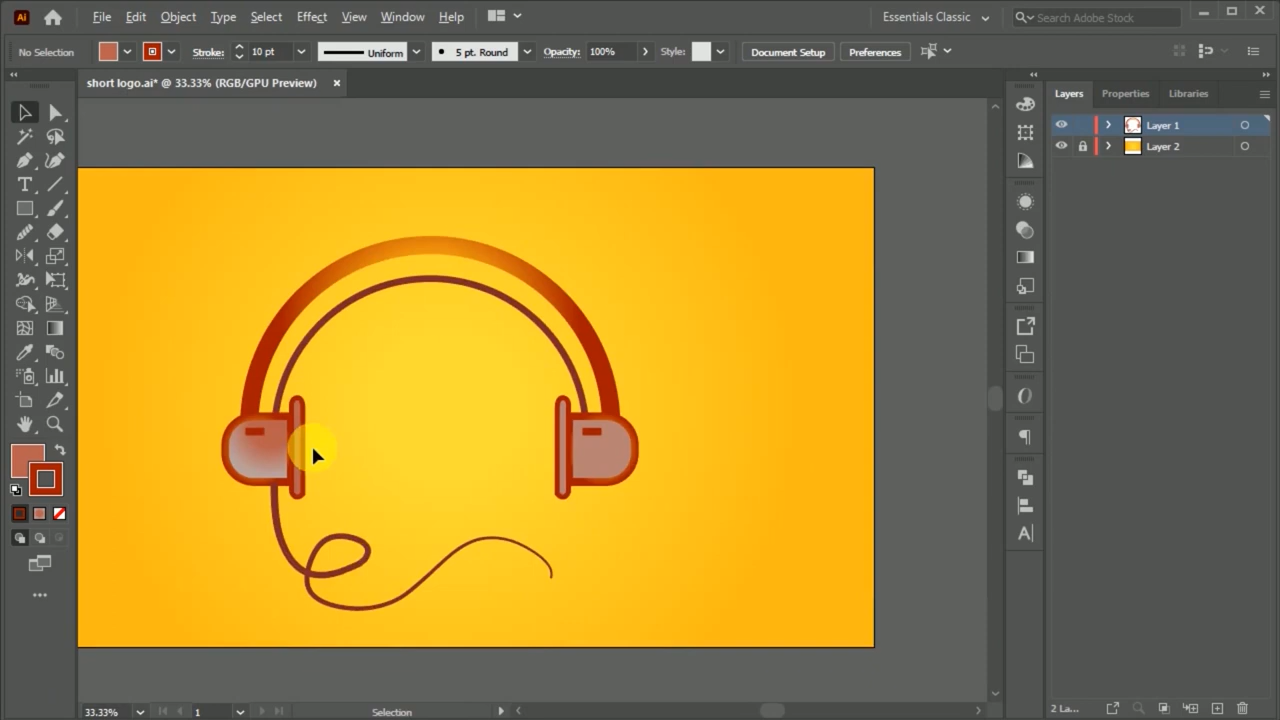 Ai File Edit Object Type Select Effect View Window Help Essentials Classic Search Adobe Stock
No Selection Stroke: 10 pt Uniform 5 pt. Round Opacity: 100% Style: Document Setup Preferences
short logo.ai* @ 33.33% (RGB/GPU Preview)
Layers Properties Libraries
Layer 1
Layer 2
33.33% 1 Selection 2 La...